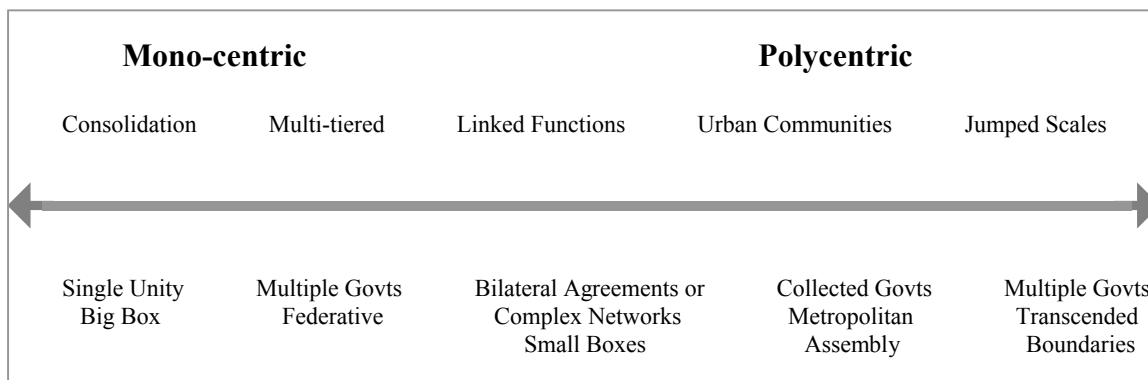 Mono-centric Polycentric
Consolidation Multi-tiered Linked Functions Urban Communities Jumped Scales
Single Unity Multiple Govts Bilateral Agreements or Collected Govts Multiple Govts
Big Box Federative Complex Networks Metropolitan Transcended
Small Boxes Assembly Boundaries